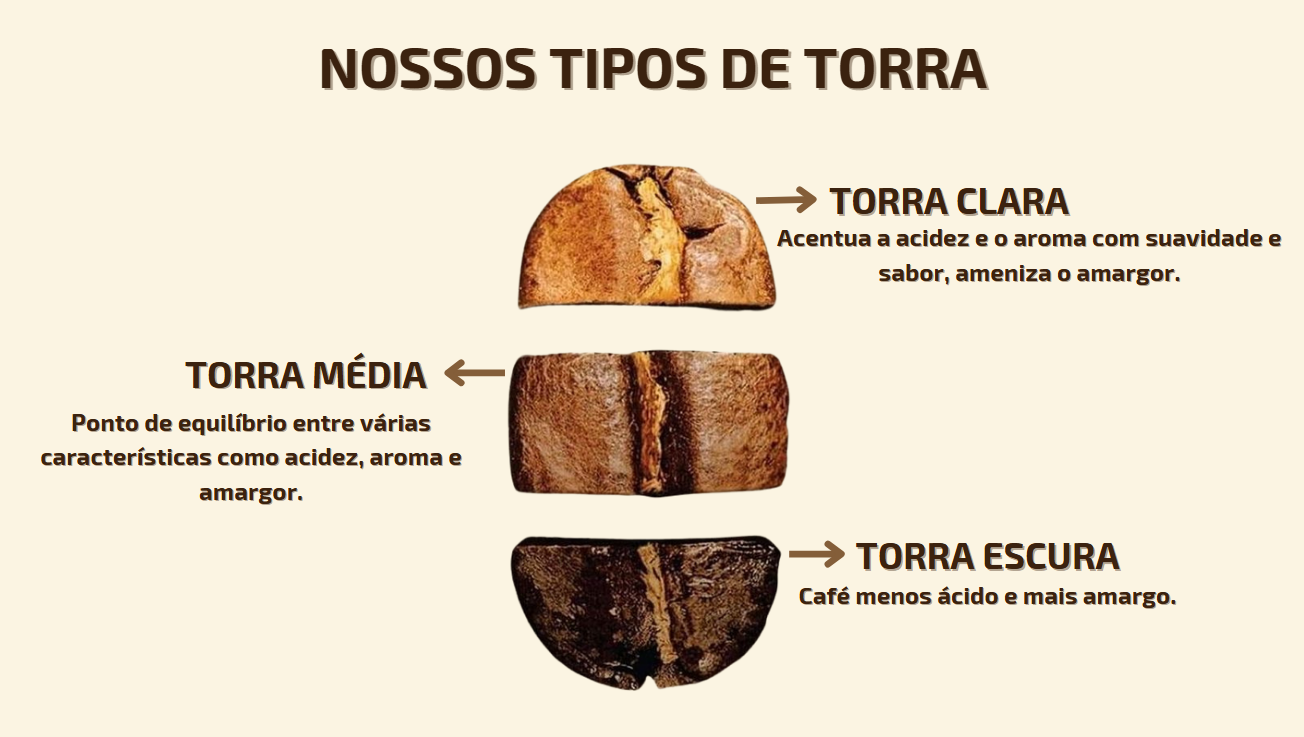 NOSSOS TIPOS DE TORRA
TORRA CLARA
Acentua a acidez e o aroma com suavidade e
sabor, ameniza o amargor.
TORRA MÉDIA
Ponto de equilíbrio entre várias
características como acidez, aroma e
amargor.
TORRA ESCURA
Café menos ácido e mais amargo.